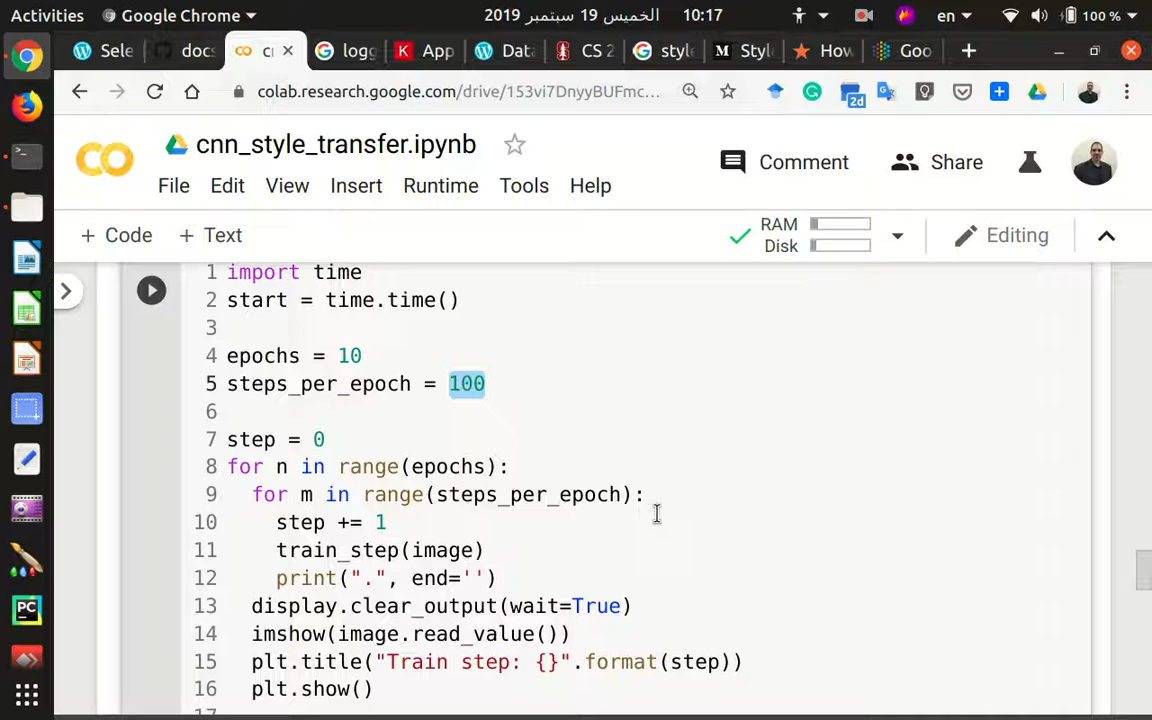 Activities Google Chrome الخميس 19 سبتمبر 2019 10:17 en 100 %
Sele docs cr logg App Data CS 2 style Style How Goo
colab.research.google.com/drive/153vi7DnyyBUFmc...
2d
cnn_style_transfer.ipynb
Comment Share
File Edit View Insert Runtime Tools Help
+ Code + Text RAM Disk Editing
1 import time
2 start = time.time()
3
4 epochs = 10
5 steps_per_epoch = 100
6
7 step = 0
8 for n in range(epochs):
9 for m in range(steps_per_epoch):
10 step += 1
11 train_step(image)
12 print(".", end='')
13 display.clear_output(wait=True)
14 imshow(image.read_value())
15 plt.title("Train step: {}".format(step))
16 plt.show()
PC